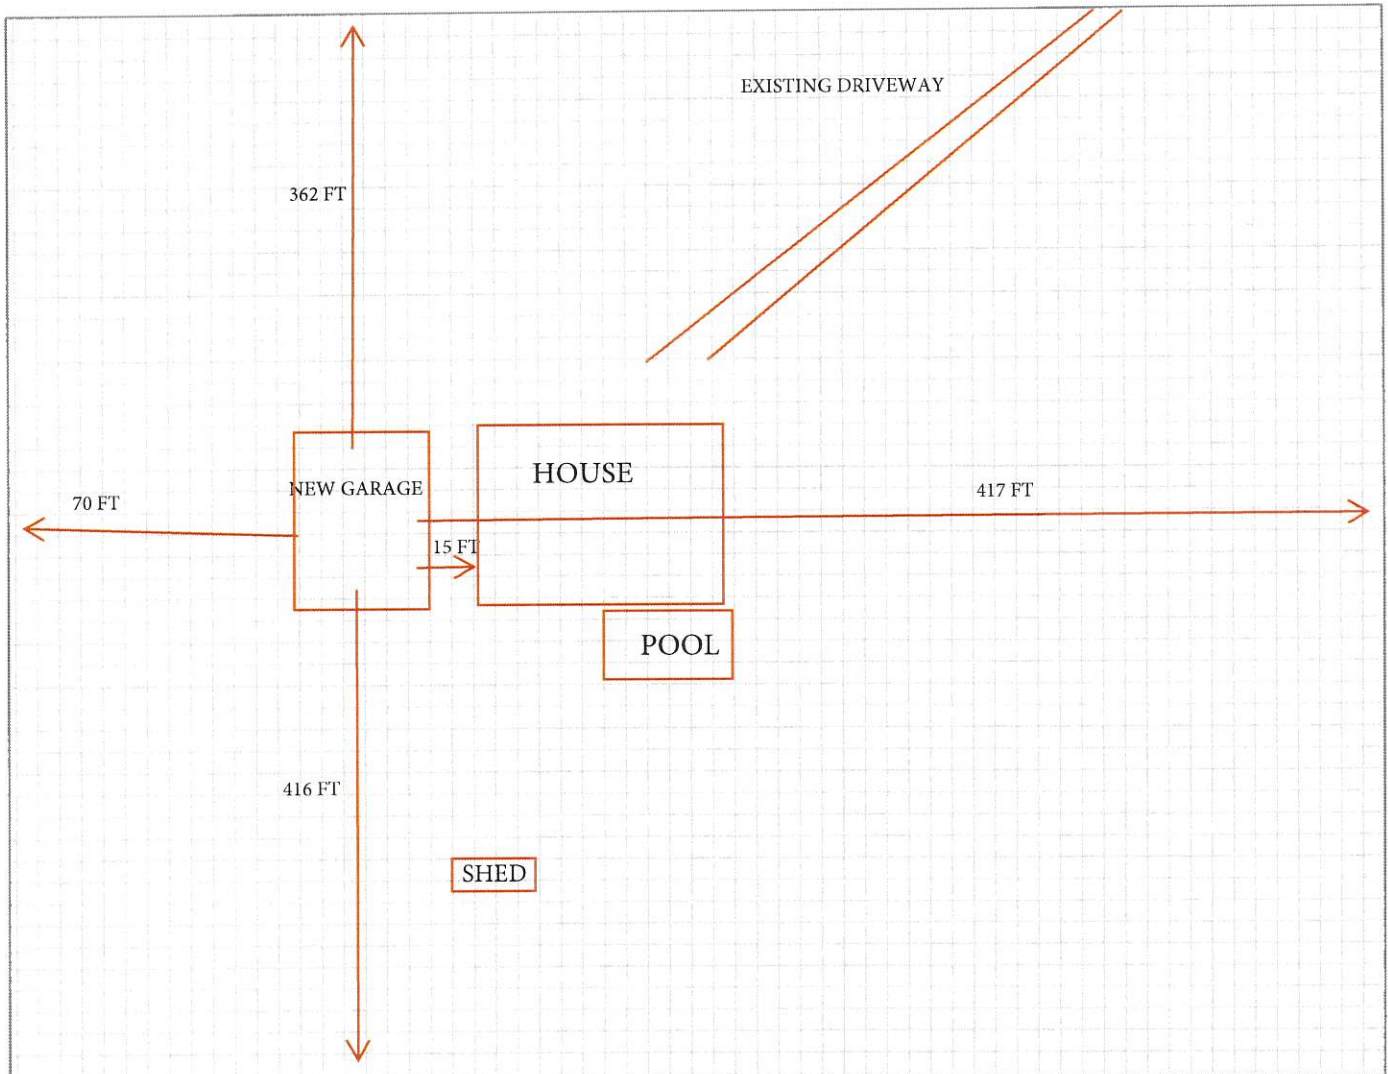 EXISTING DRIVEWAY
362 FT
HOUSE
NEW GARAGE
70 FT
417 FT
15 FT
POOL
416 FT
SHED